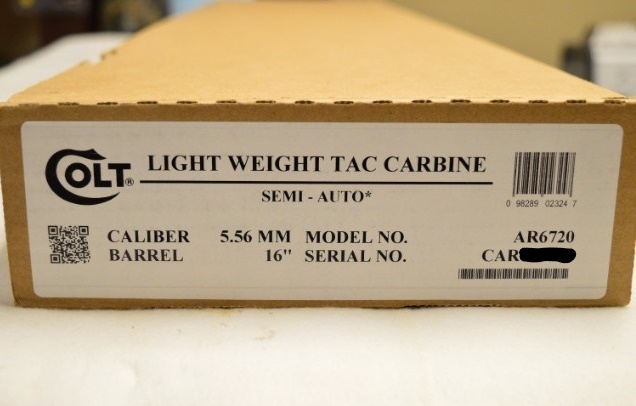 COLT® LIGHT WEIGHT TAC CARBINE
SEMI - AUTO*
0 98289 02324 7
CALIBER 5.56 MM MODEL NO. AR6720
BARREL 16" SERIAL NO. CAR